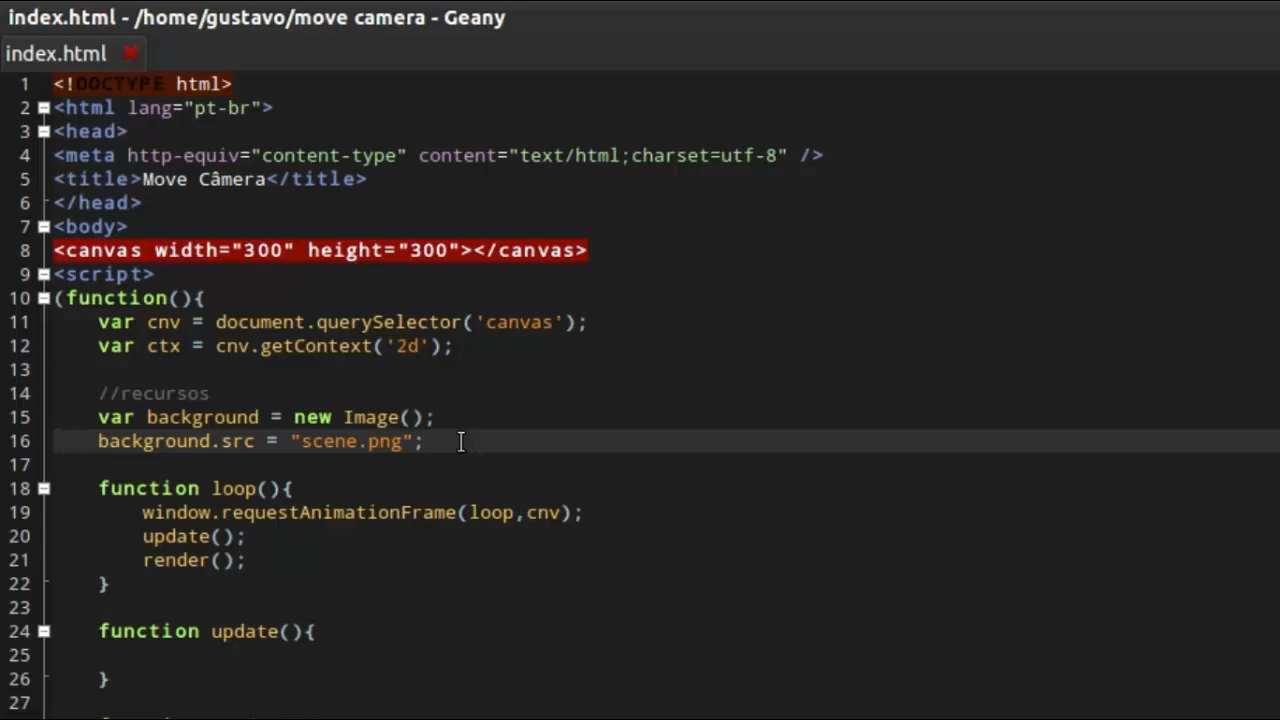 index.html - /home/gustavo/move camera - Geany
index.html
1 <!DOCTYPE html>
2 <html lang="pt-br">
3 <head>
4 <meta http-equiv="content-type" content="text/html;charset=utf-8" />
5 <title>Move Câmera</title>
6 </head>
7 <body>
8 <canvas width="300" height="300"></canvas>
9 <script>
10 (function(){
11     var cnv = document.querySelector('canvas');
12     var ctx = cnv.getContext('2d');
13
14     //recursos
15     var background = new Image();
16     background.src = "scene.png";
17
18     function loop(){
19         window.requestAnimationFrame(loop,cnv);
20         update();
21         render();
22     }
23
24     function update(){
25
26     }
27